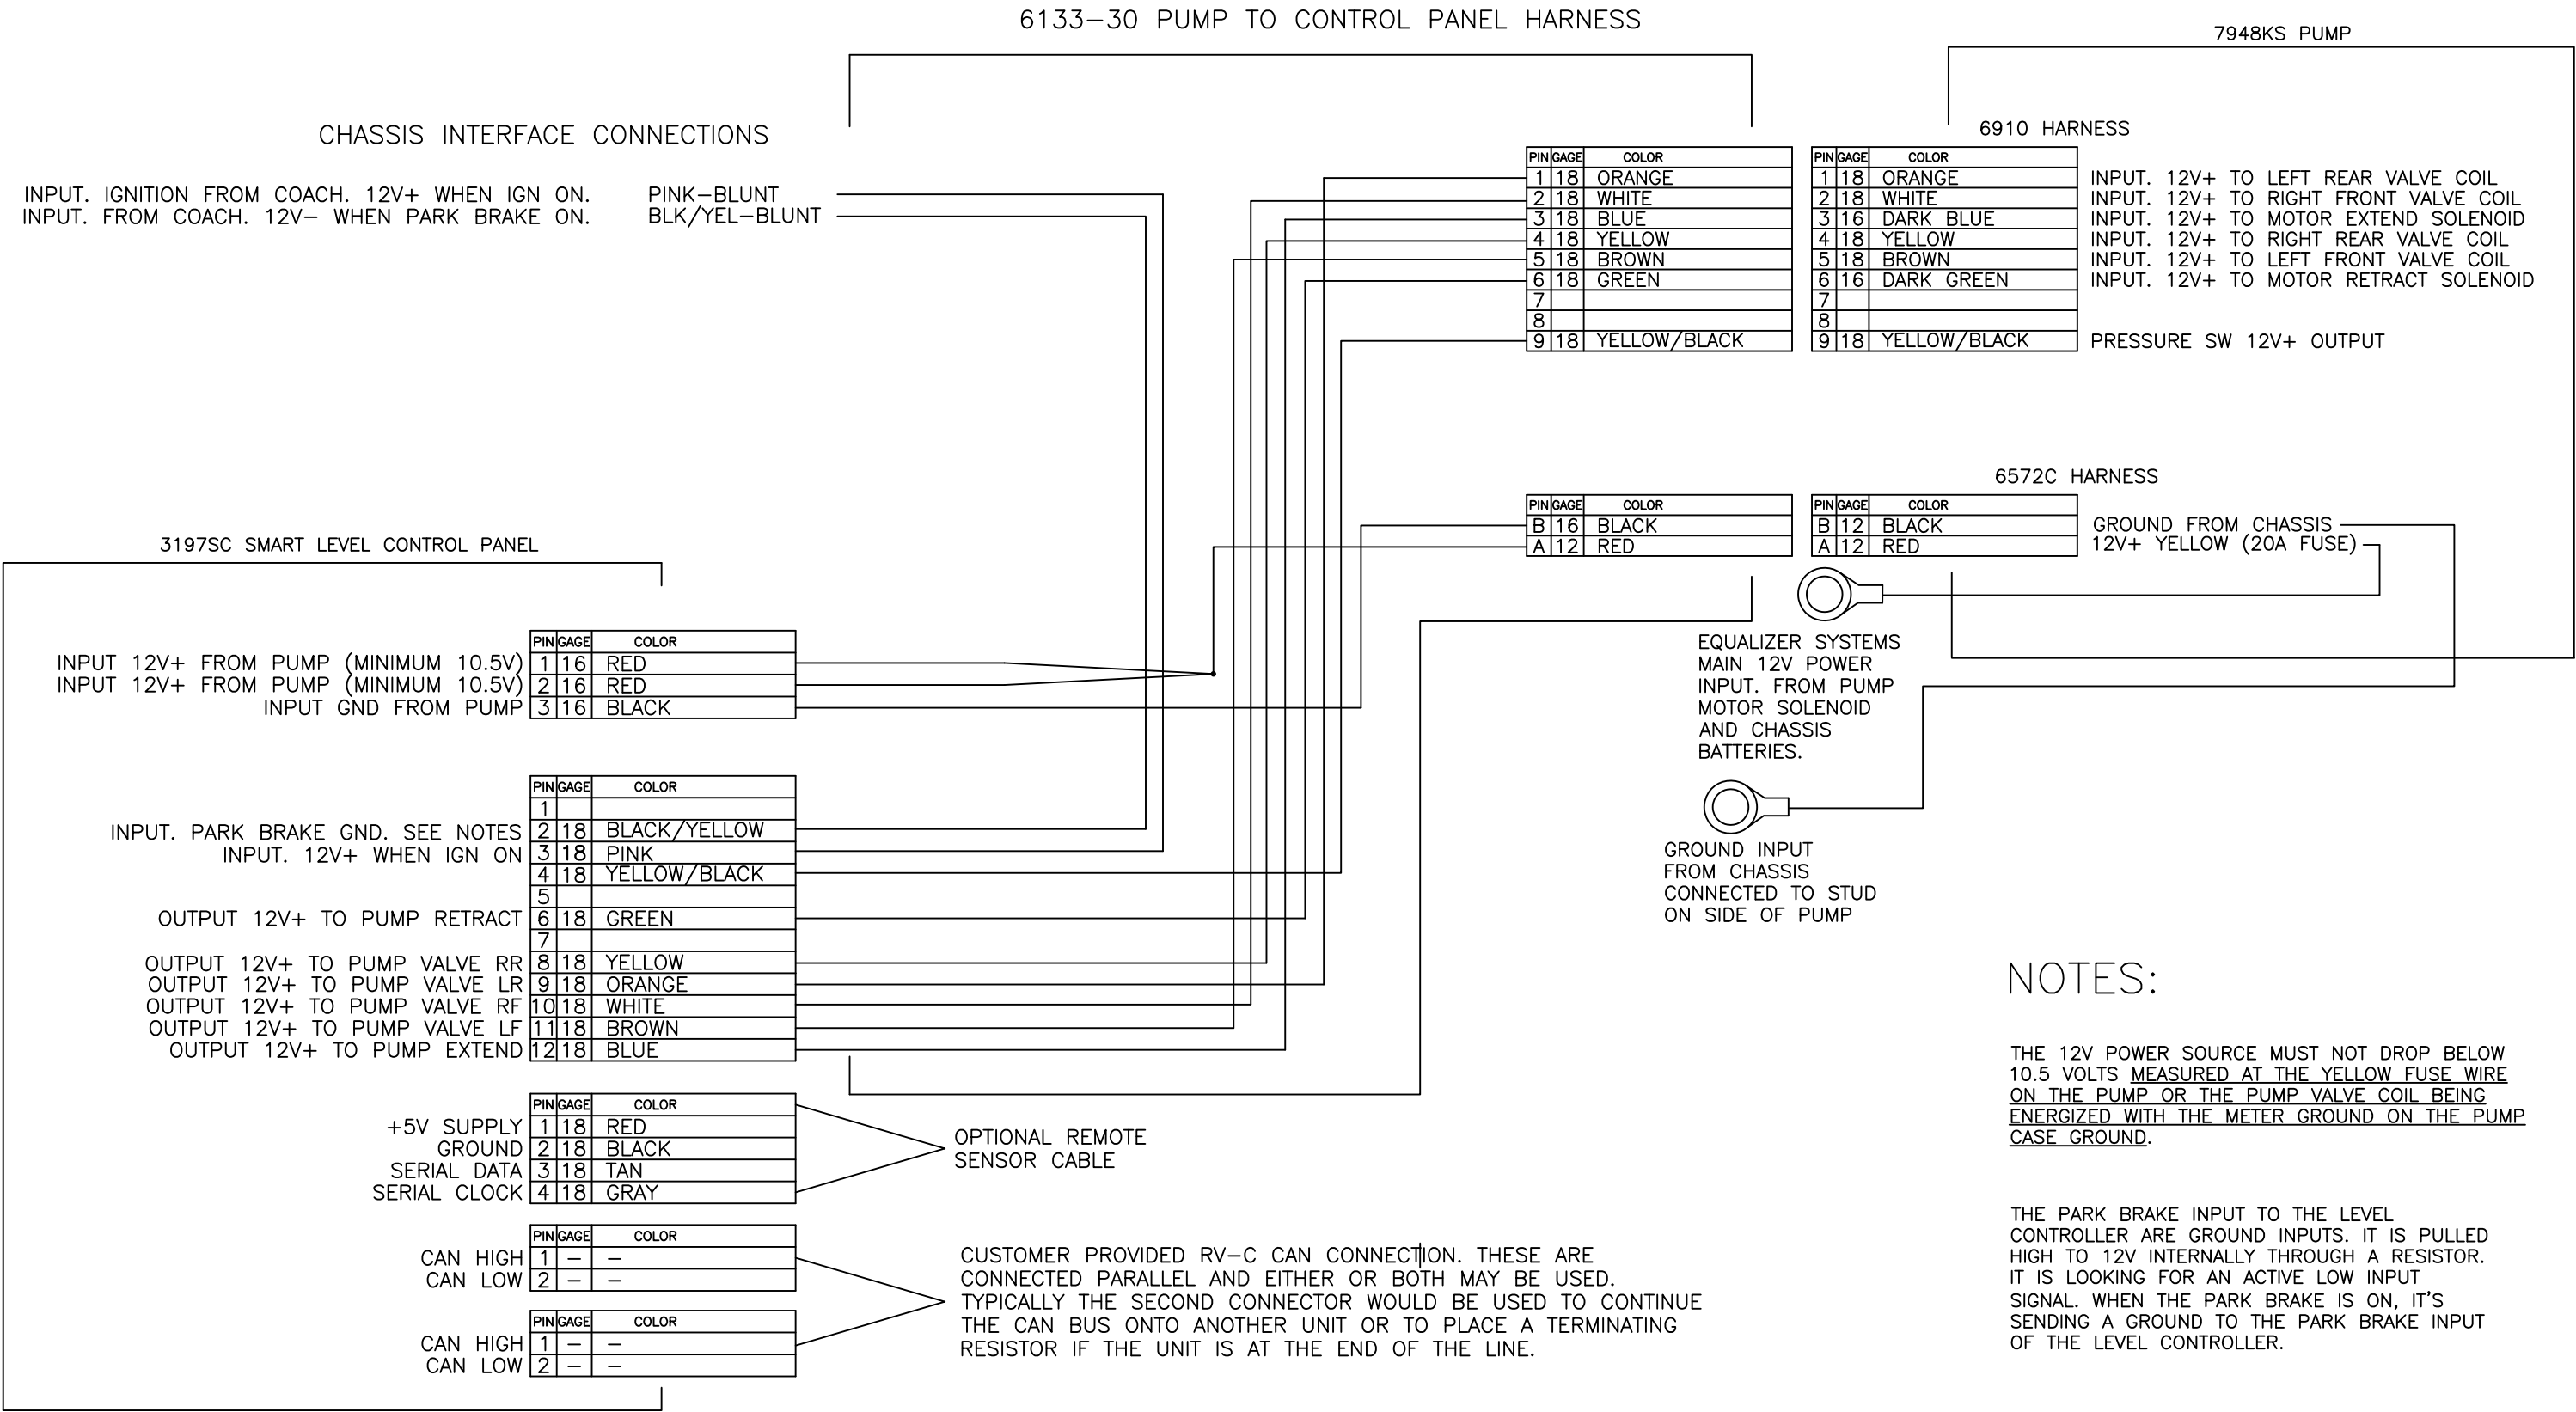 6133-30 PUMP TO CONTROL PANEL HARNESS
7948KS PUMP
CHASSIS INTERFACE CONNECTIONS
INPUT. IGNITION FROM COACH. 12V+ WHEN IGN ON. PINK-BLUNT
INPUT. FROM COACH. 12V- WHEN PARK BRAKE ON. BLK/YEL-BLUNT
PIN GAGE COLOR
1 18 ORANGE
2 18 WHITE
3 18 BLUE
4 18 YELLOW
5 18 BROWN
6 18 GREEN
7
8
9 18 YELLOW/BLACK
6910 HARNESS
PIN GAGE COLOR
1 18 ORANGE INPUT. 12V+ TO LEFT REAR VALVE COIL
2 18 WHITE INPUT. 12V+ TO RIGHT FRONT VALVE COIL
3 16 DARK BLUE INPUT. 12V+ TO MOTOR EXTEND SOLENOID
4 18 YELLOW INPUT. 12V+ TO RIGHT REAR VALVE COIL
5 18 BROWN INPUT. 12V+ TO LEFT FRONT VALVE COIL
6 16 DARK GREEN INPUT. 12V+ TO MOTOR RETRACT SOLENOID
7
8
9 18 YELLOW/BLACK PRESSURE SW 12V+ OUTPUT
PIN GAGE COLOR
B 16 BLACK
A 12 RED
6572C HARNESS
PIN GAGE COLOR
B 12 BLACK GROUND FROM CHASSIS
A 12 RED 12V+ YELLOW (20A FUSE)
EQUALIZER SYSTEMS
MAIN 12V POWER
INPUT. FROM PUMP
MOTOR SOLENOID
AND CHASSIS
BATTERIES.
GROUND INPUT
FROM CHASSIS
CONNECTED TO STUD
ON SIDE OF PUMP
3197SC SMART LEVEL CONTROL PANEL
PIN GAGE COLOR
INPUT 12V+ FROM PUMP (MINIMUM 10.5V) 1 16 RED
INPUT 12V+ FROM PUMP (MINIMUM 10.5V) 2 16 RED
INPUT GND FROM PUMP 3 16 BLACK
PIN GAGE COLOR
1
INPUT. PARK BRAKE GND. SEE NOTES 2 18 BLACK/YELLOW
INPUT. 12V+ WHEN IGN ON 3 18 PINK
4 18 YELLOW/BLACK
5
OUTPUT 12V+ TO PUMP RETRACT 6 18 GREEN
7
OUTPUT 12V+ TO PUMP VALVE RR 8 18 YELLOW
OUTPUT 12V+ TO PUMP VALVE LR 9 18 ORANGE
OUTPUT 12V+ TO PUMP VALVE RF 10 18 WHITE
OUTPUT 12V+ TO PUMP VALVE LF 11 18 BROWN
OUTPUT 12V+ TO PUMP EXTEND 12 18 BLUE
PIN GAGE COLOR
+5V SUPPLY 1 18 RED
GROUND 2 18 BLACK
SERIAL DATA 3 18 TAN
SERIAL CLOCK 4 18 GRAY
OPTIONAL REMOTE
SENSOR CABLE
PIN GAGE COLOR
CAN HIGH 1 - -
CAN LOW 2 - -
PIN GAGE COLOR
CAN HIGH 1 - -
CAN LOW 2 - -
CUSTOMER PROVIDED RV-C CAN CONNECTION. THESE ARE
CONNECTED PARALLEL AND EITHER OR BOTH MAY BE USED.
TYPICALLY THE SECOND CONNECTOR WOULD BE USED TO CONTINUE
THE CAN BUS ONTO ANOTHER UNIT OR TO PLACE A TERMINATING
RESISTOR IF THE UNIT IS AT THE END OF THE LINE.
NOTES:
THE 12V POWER SOURCE MUST NOT DROP BELOW
10.5 VOLTS MEASURED AT THE YELLOW FUSE WIRE
ON THE PUMP OR THE PUMP VALVE COIL BEING
ENERGIZED WITH THE METER GROUND ON THE PUMP
CASE GROUND.
THE PARK BRAKE INPUT TO THE LEVEL
CONTROLLER ARE GROUND INPUTS. IT IS PULLED
HIGH TO 12V INTERNALLY THROUGH A RESISTOR.
IT IS LOOKING FOR AN ACTIVE LOW INPUT
SIGNAL. WHEN THE PARK BRAKE IS ON, IT'S
SENDING A GROUND TO THE PARK BRAKE INPUT
OF THE LEVEL CONTROLLER.